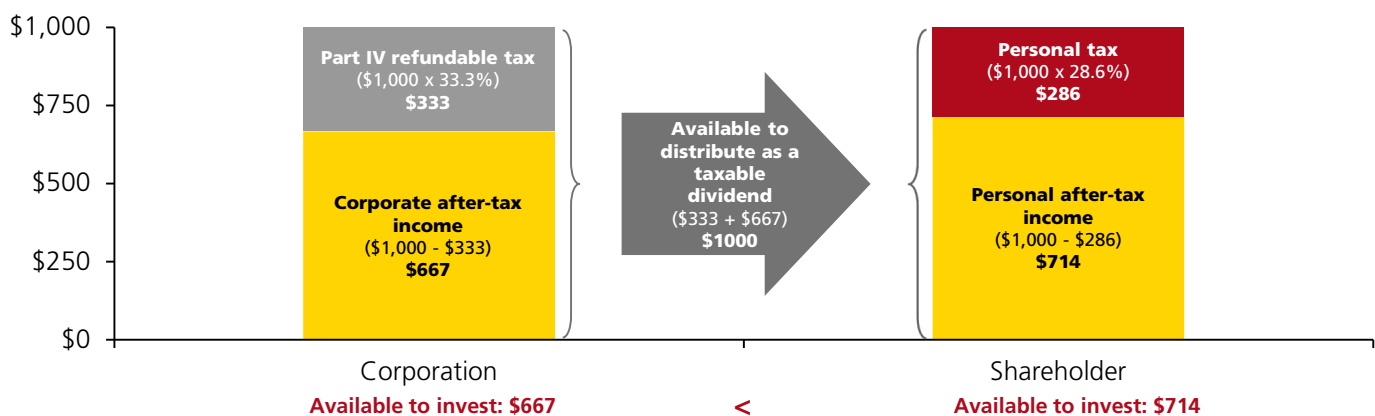 $1,000
$750
$500
$250
$0
Part IV refundable tax
($1,000 x 33.3%)
$333
Corporate after-tax
income
($1,000 - $333)
$667
Available to
distribute as a
taxable
dividend
($333 + $667)
$1000
Personal tax
($1,000 x 28.6%)
$286
Personal after-tax
income
($1,000 - $286)
$714
Corporation
Shareholder
Available to invest: $667
<
Available to invest: $714